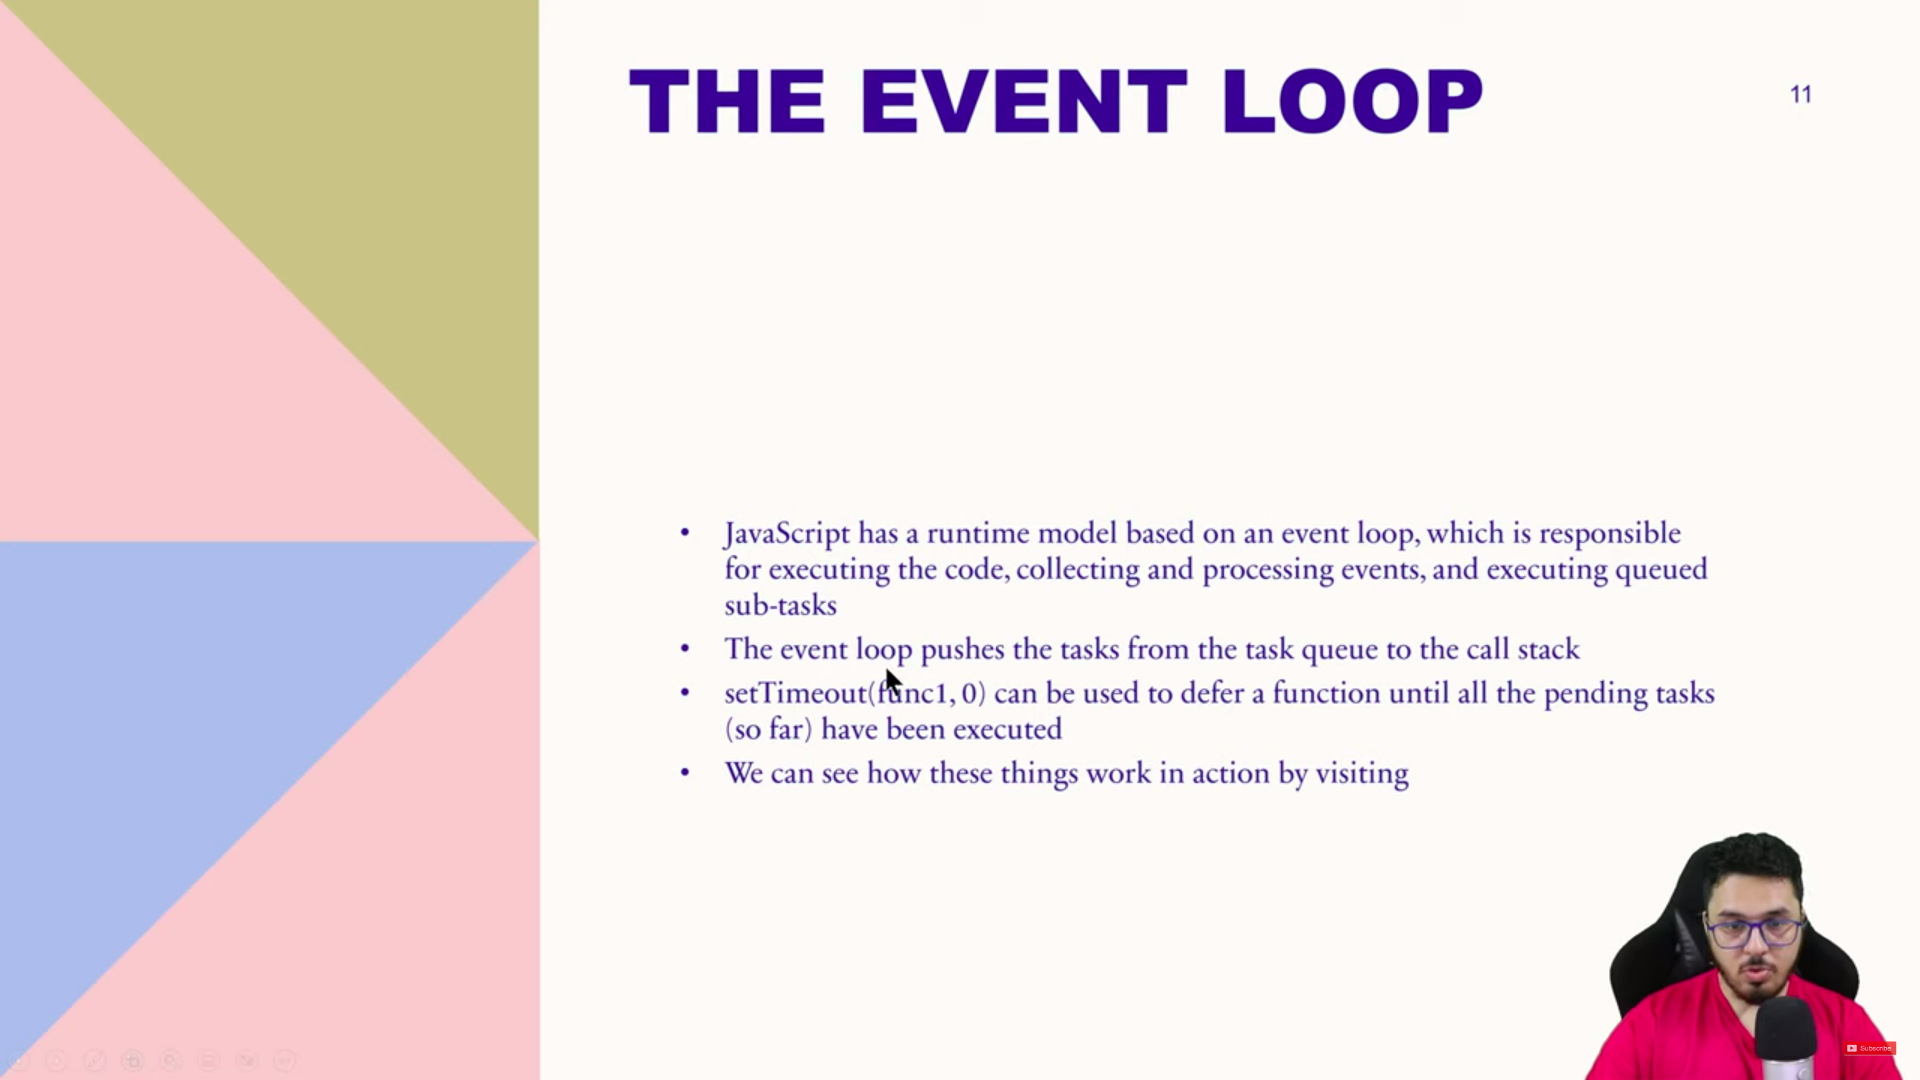 THE EVENT LOOP
11
• JavaScript has a runtime model based on an event loop, which is responsible
for executing the code, collecting and processing events, and executing queued
sub-tasks
• The event loop pushes the tasks from the task queue to the call stack
• setTimeout(func1, 0) can be used to defer a function until all the pending tasks
(so far) have been executed
• We can see how these things work in action by visiting
Subscribe